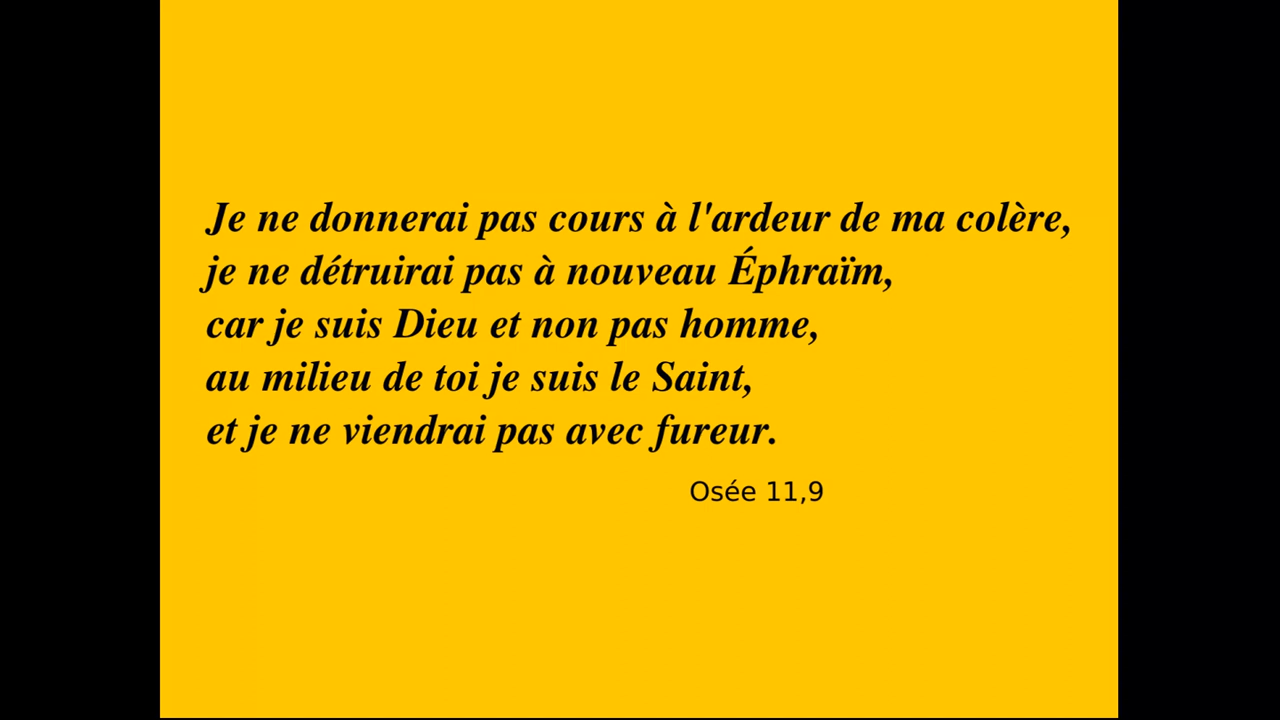 Je ne donnerai pas cours à l'ardeur de ma colère,
je ne détruirai pas à nouveau Éphraïm,
car je suis Dieu et non pas homme,
au milieu de toi je suis le Saint,
et je ne viendrai pas avec fureur.
Osée 11,9